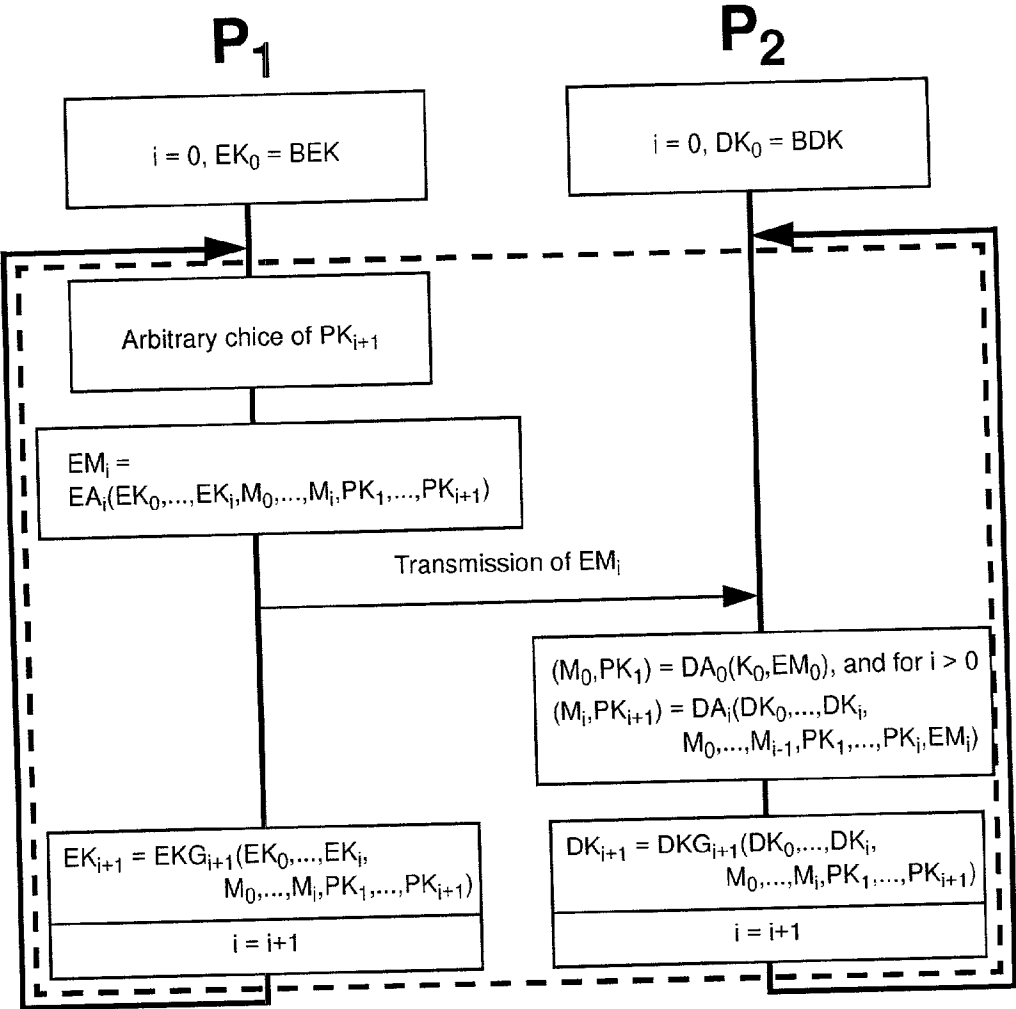 P₁
P₂
i = 0, EK₀ = BEK
i = 0, DK₀ = BDK
Arbitrary chice of PKᵢ₊₁
EMᵢ =
EAᵢ(EK₀,...,EKᵢ,M₀,...,Mᵢ,PK₁,...,PKᵢ₊₁)
Transmission of EMᵢ
(M₀,PK₁) = DA₀(K₀,EM₀), and for i > 0
(Mᵢ,PKᵢ₊₁) = DAᵢ(DK₀,...,DKᵢ,
M₀,...,Mᵢ₋₁,PK₁,...,PKᵢ,EMᵢ)
EKᵢ₊₁ = EKGᵢ₊₁(EK₀,...,EKᵢ,
M₀,...,Mᵢ,PK₁,...,PKᵢ₊₁)
i = i+1
DKᵢ₊₁ = DKGᵢ₊₁(DK₀,...,DKᵢ,
M₀,...,Mᵢ,PK₁,...,PKᵢ₊₁)
i = i+1